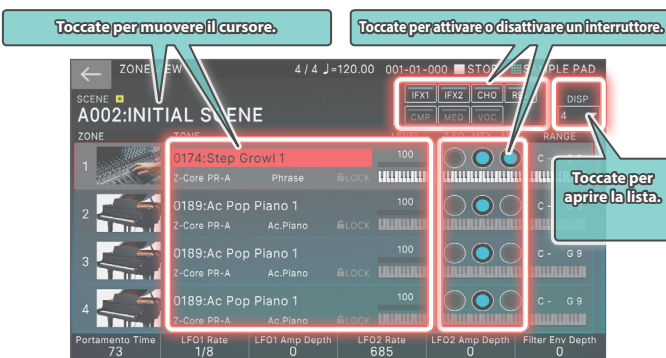 Toccate per muovere il cursore.
Toccate per attivare o disattivare un interruttore.
4 / 4 ♩=120.00 001-01-000
SCENE
A002:INITIAL SCENE
IFX1 IFX2 CHO
CMP MEQ VOC
DISP
4
ZONE
RANGE
1
0174:Step Growl 1
100
Z-Core PR-A Phrase LOCK
Toccate per
aprire la lista.
2
0189:Ac Pop Piano 1
100
Z-Core PR-A Ac.Piano LOCK
3
0189:Ac Pop Piano 1
100
C - G 9
Z-Core PR-A Ac.Piano LOCK
4
0189:Ac Pop Piano 1
100
C - G 9
Z-Core PR-A Ac.Piano LOCK
Portamento Time LFO1 Rate LFO1 Amp Depth LFO2 Rate LFO2 Amp Depth Filter Env Depth
73 1/8 0 685 0 0